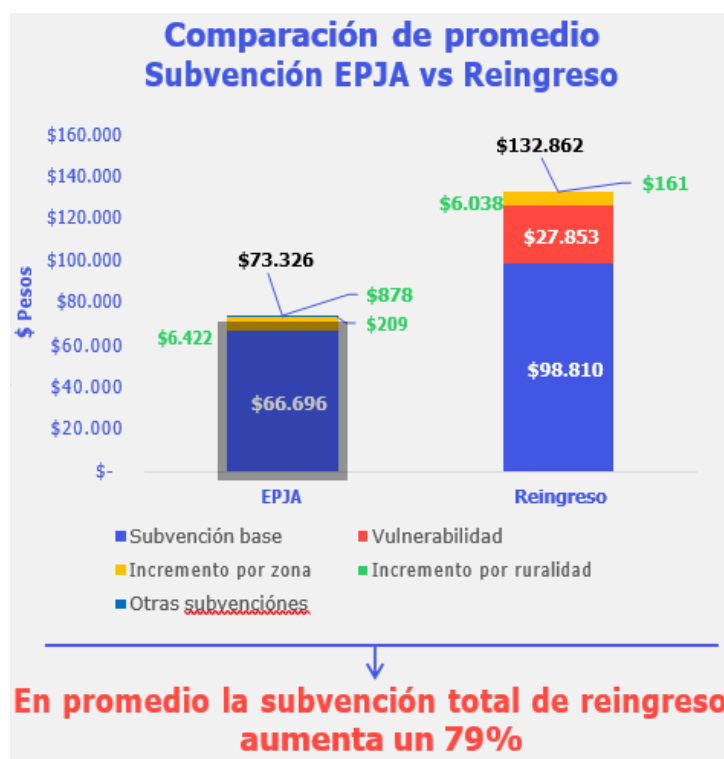 Comparación de promedio
Subvención EPJA vs Reingreso
$ Pesos
$160.000
$140.000
$120.000
$100.000
$80.000
$60.000
$40.000
$20.000
$-
$73.326
$878
$209
$6.422
$66.696
$132.862
$161
$6.038
$27.853
$98.810
EPJA
Reingreso
Subvención base
Vulnerabilidad
Incremento por zona
Incremento por ruralidad
Otras subvenciónes
En promedio la subvención total de reingreso
aumenta un 79%